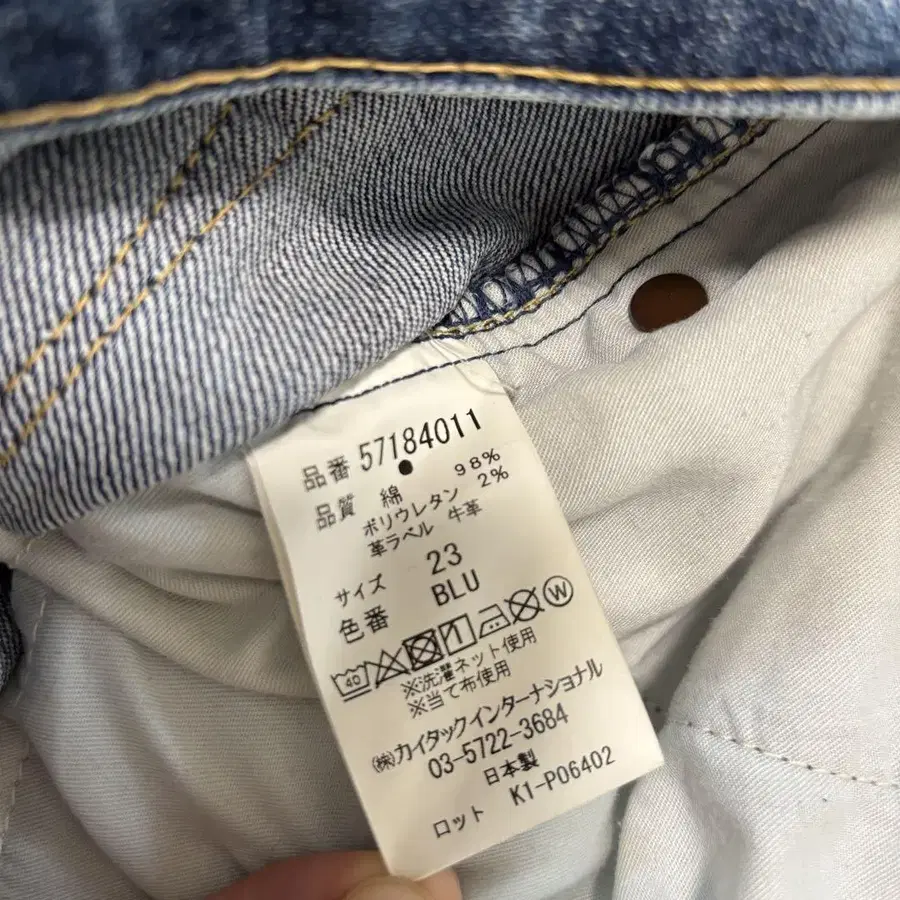 品番 57184011
品質 綿 98%
ポリウレタン 2%
革ラベル 牛革
サイズ 23
色番 BLU
40 W
※洗濯ネット使用
※当て布使用
㈱カイタックインターナショナル
03-5722-3684
日本製
ロット K1-P06402